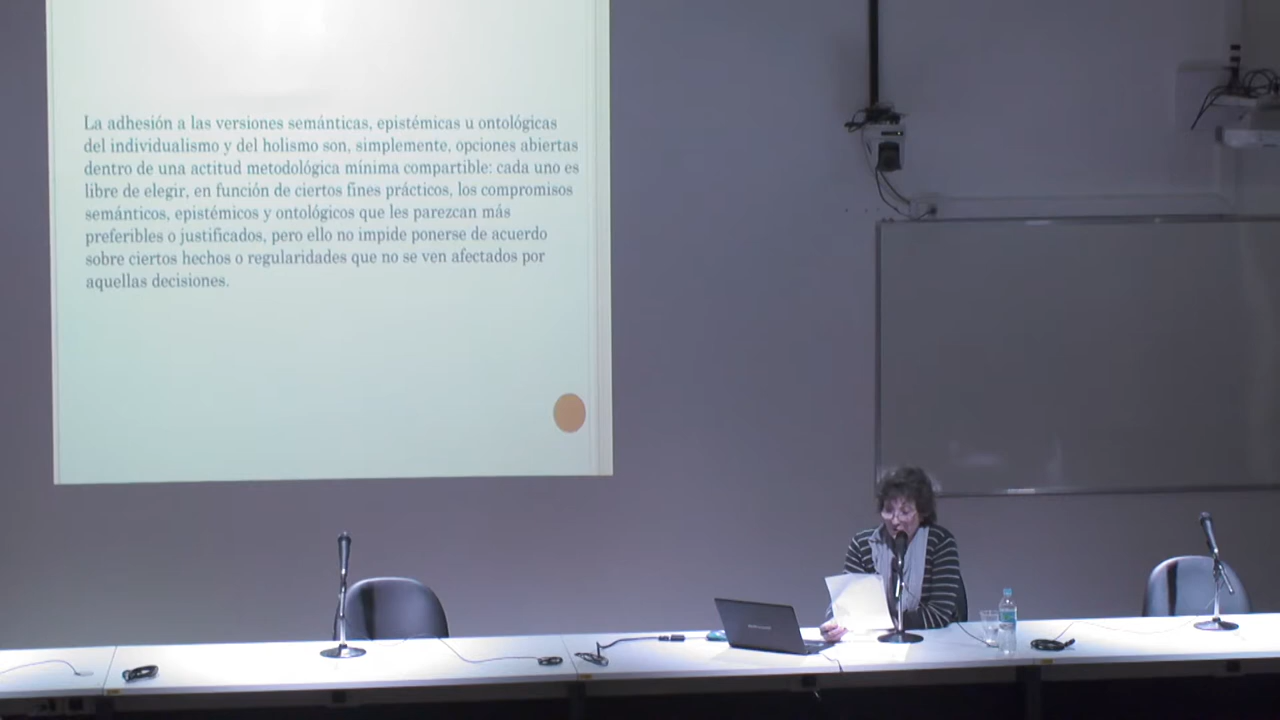 La adhesión a las versiones semánticas, epistémicas u ontológicas
del individualismo y del holismo son, simplemente, opciones abiertas
dentro de una actitud metodológica mínima compartible: cada uno es
libre de elegir, en función de ciertos fines prácticos, los compromisos
semánticos, epistémicos y ontológicos que les parezcan más
preferibles o justificados, pero ello no impide ponerse de acuerdo
sobre ciertos hechos o regularidades que no se ven afectados por
aquellas decisiones.